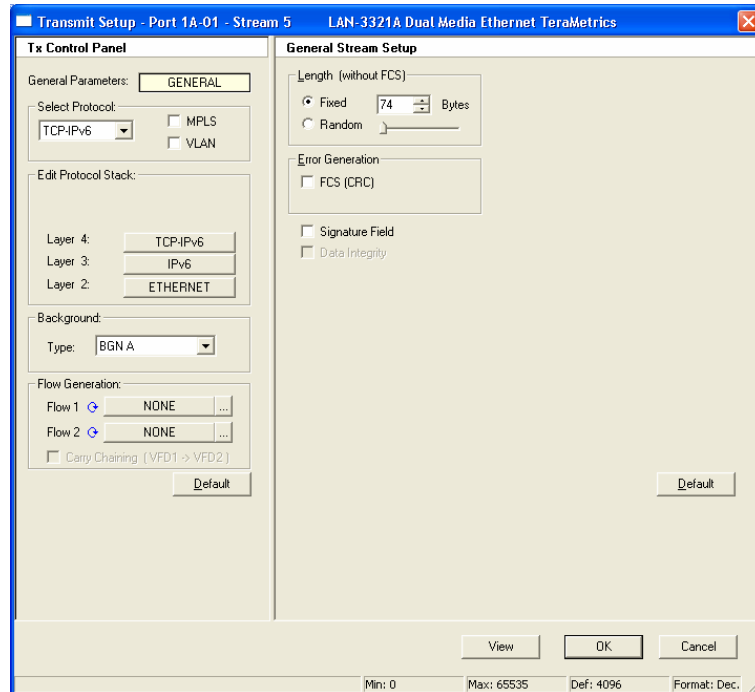 Transmit Setup - Port 1A-01 - Stream 5 LAN-3321A Dual Media Ethernet TeraMetrics
Tx Control Panel
General Parameters: GENERAL
Select Protocol:
TCP-IPv6
MPLS
VLAN
Edit Protocol Stack:
Layer 4: TCP-IPv6
Layer 3: IPv6
Layer 2: ETHERNET
Background:
Type: BGN A
Flow Generation:
Flow 1 NONE ...
Flow 2 NONE ...
Carry Chaining ( VFD1 -> VFD2 )
Default
General Stream Setup
Length (without FCS)
Fixed 74 Bytes
Random
Error Generation
FCS (CRC)
Signature Field
Data Integrity
Default
View OK Cancel
Min: 0 Max: 65535 Def: 4096 Format: Dec.